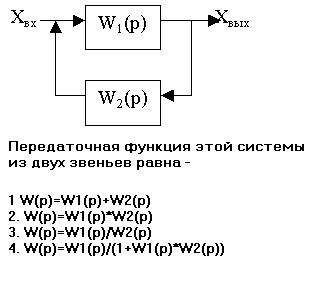 Xвх W₁(p) Xвых
W₂(p)
Передаточная функция этой системы
из двух звеньев равна -
1 W(p)=W1(p)+W2(p)
2. W(p)=W1(p)*W2(p)
3. W(p)=W1(p)/W2(p)
4. W(p)=W1(p)/(1+W1(p)*W2(p))